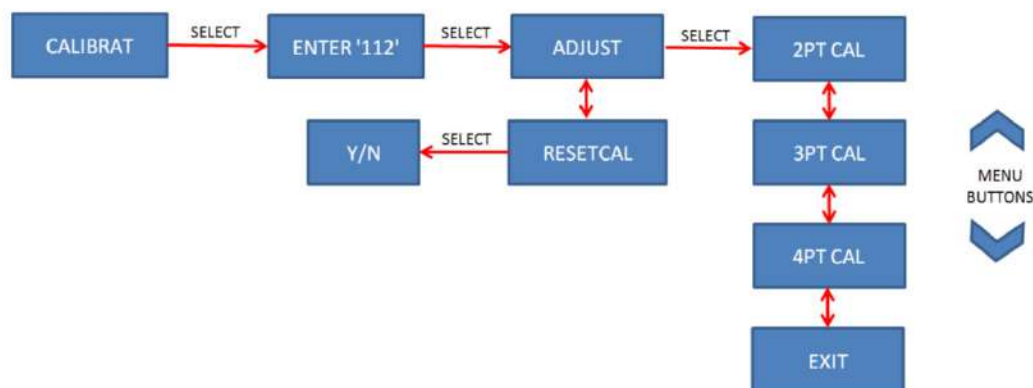 CALIBRAT
SELECT
ENTER '112'
SELECT
ADJUST
SELECT
2PT CAL
Y/N
SELECT
RESETCAL
3PT CAL
MENU
BUTTONS
4PT CAL
EXIT